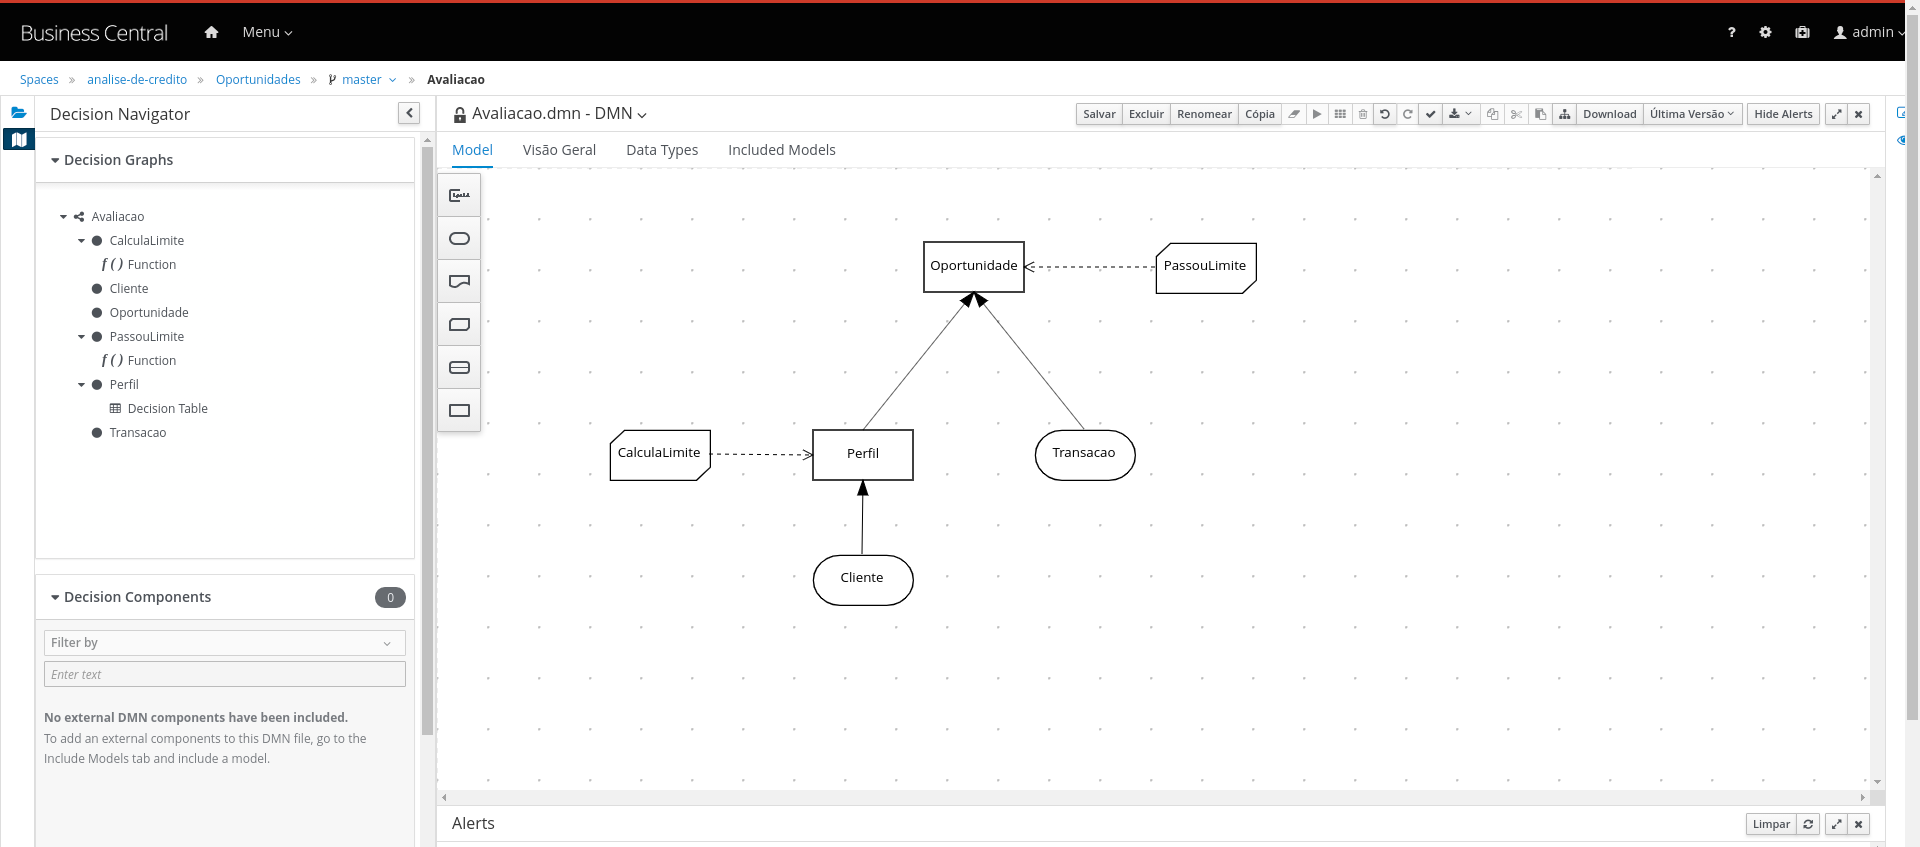 Business Central
Menu
?
admin
Spaces » analise-de-credito » Oportunidades » master » Avaliacao
Decision Navigator
Decision Graphs
Avaliacao
CalculaLimite
f ( ) Function
Cliente
Oportunidade
PassouLimite
f ( ) Function
Perfil
Decision Table
Transacao
Decision Components
0
Filter by
Enter text
No external DMN components have been included.
To add an external components to this DMN file, go to the
Include Models tab and include a model.
Avaliacao.dmn - DMN
Salvar Excluir Renomear Cópia Download Última Versão Hide Alerts
Model Visão Geral Data Types Included Models
Oportunidade
PassouLimite
CalculaLimite
Perfil
Transacao
Cliente
Alerts
Limpar